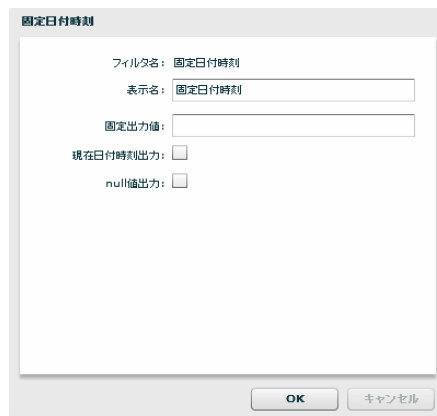 固定日付時刻
フィルタ名： 固定日付時刻
表示名： 固定日付時刻
固定出力値：
現在日付時刻出力：
null値出力：
OK キャンセル